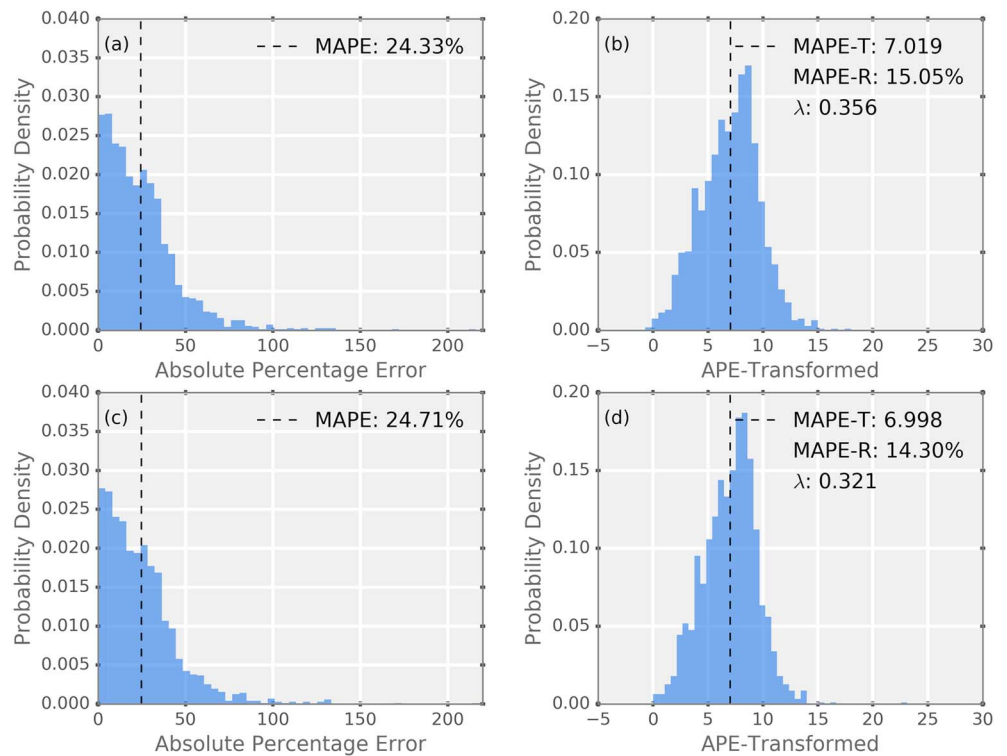 0.040
0.035
0.030
0.025
0.020
0.015
0.010
0.005
0.000
Probability Density
(a)
MAPE: 24.33%
0 50 100 150 200
Absolute Percentage Error
0.20
0.15
0.10
0.05
0.00
Probability Density
(b)
MAPE-T: 7.019
MAPE-R: 15.05%
λ: 0.356
−5 0 5 10 15 20 25 30
APE-Transformed
0.040
0.035
0.030
0.025
0.020
0.015
0.010
0.005
0.000
Probability Density
(c)
MAPE: 24.71%
0 50 100 150 200
Absolute Percentage Error
0.20
0.15
0.10
0.05
0.00
Probability Density
(d)
MAPE-T: 6.998
MAPE-R: 14.30%
λ: 0.321
−5 0 5 10 15 20 25 30
APE-Transformed